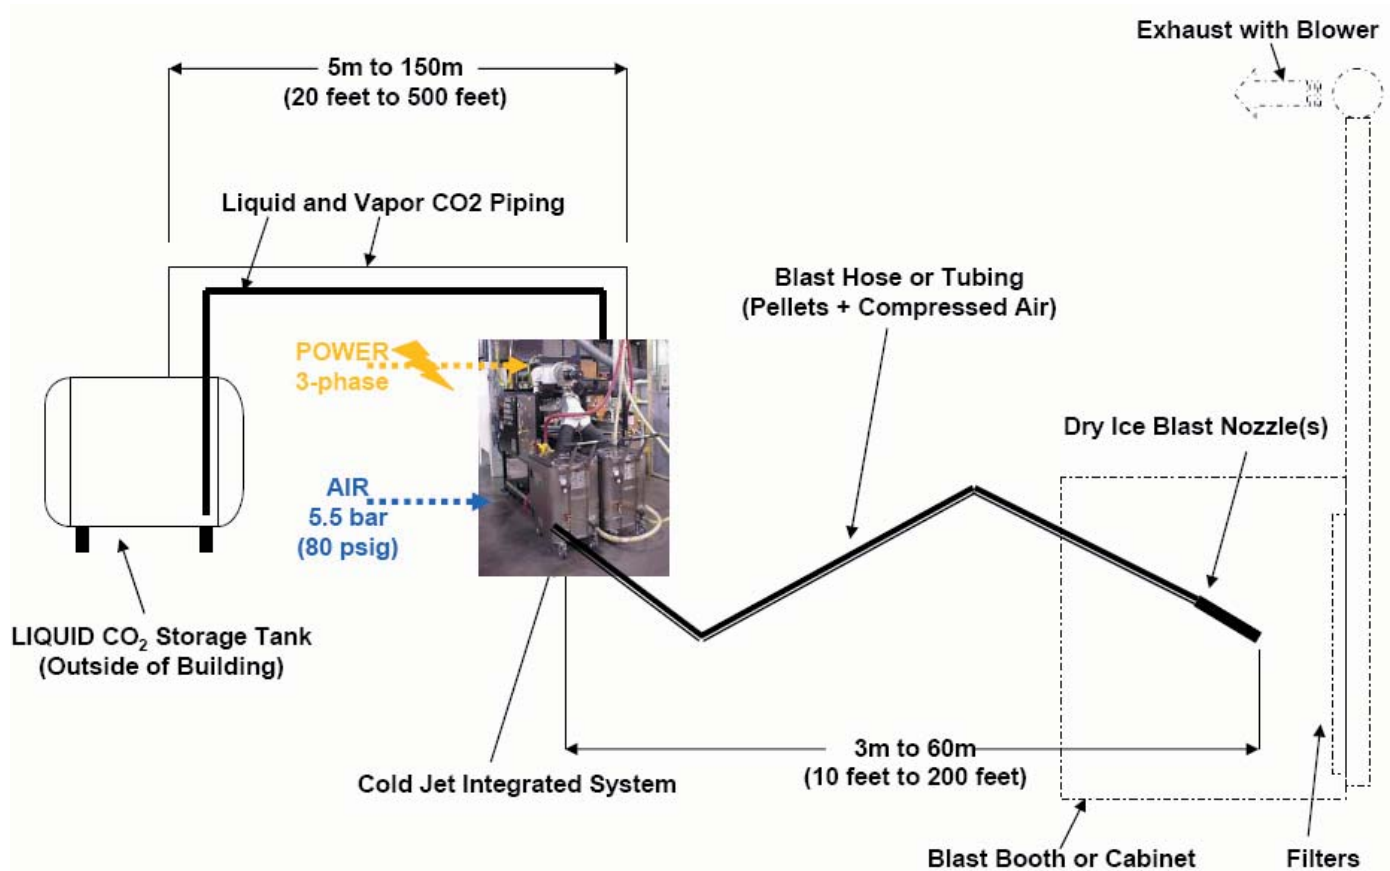 Exhaust with Blower
5m to 150m
(20 feet to 500 feet)
Liquid and Vapor CO2 Piping
Blast Hose or Tubing
(Pellets + Compressed Air)
POWER
3-phase
Dry Ice Blast Nozzle(s)
AIR
5.5 bar
(80 psig)
LIQUID CO₂ Storage Tank
(Outside of Building)
3m to 60m
(10 feet to 200 feet)
Cold Jet Integrated System
Blast Booth or Cabinet
Filters